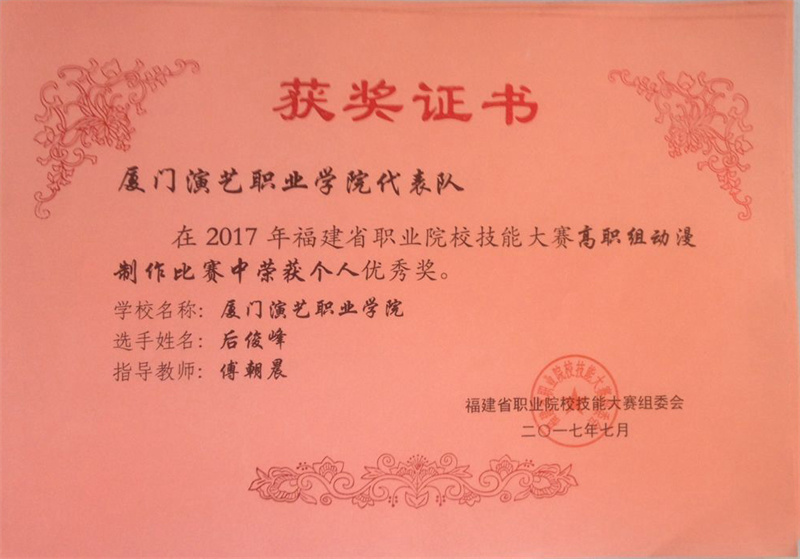 获奖证书
厦门演艺职业学院代表队
在2017年福建省职业院校技能大赛高职组动漫
制作比赛中荣获个人优秀奖。
学校名称：厦门演艺职业学院
选手姓名：后俊峰
指导教师：傅朝晨
福建省职业院校技能大赛组委会
二〇一七年七月